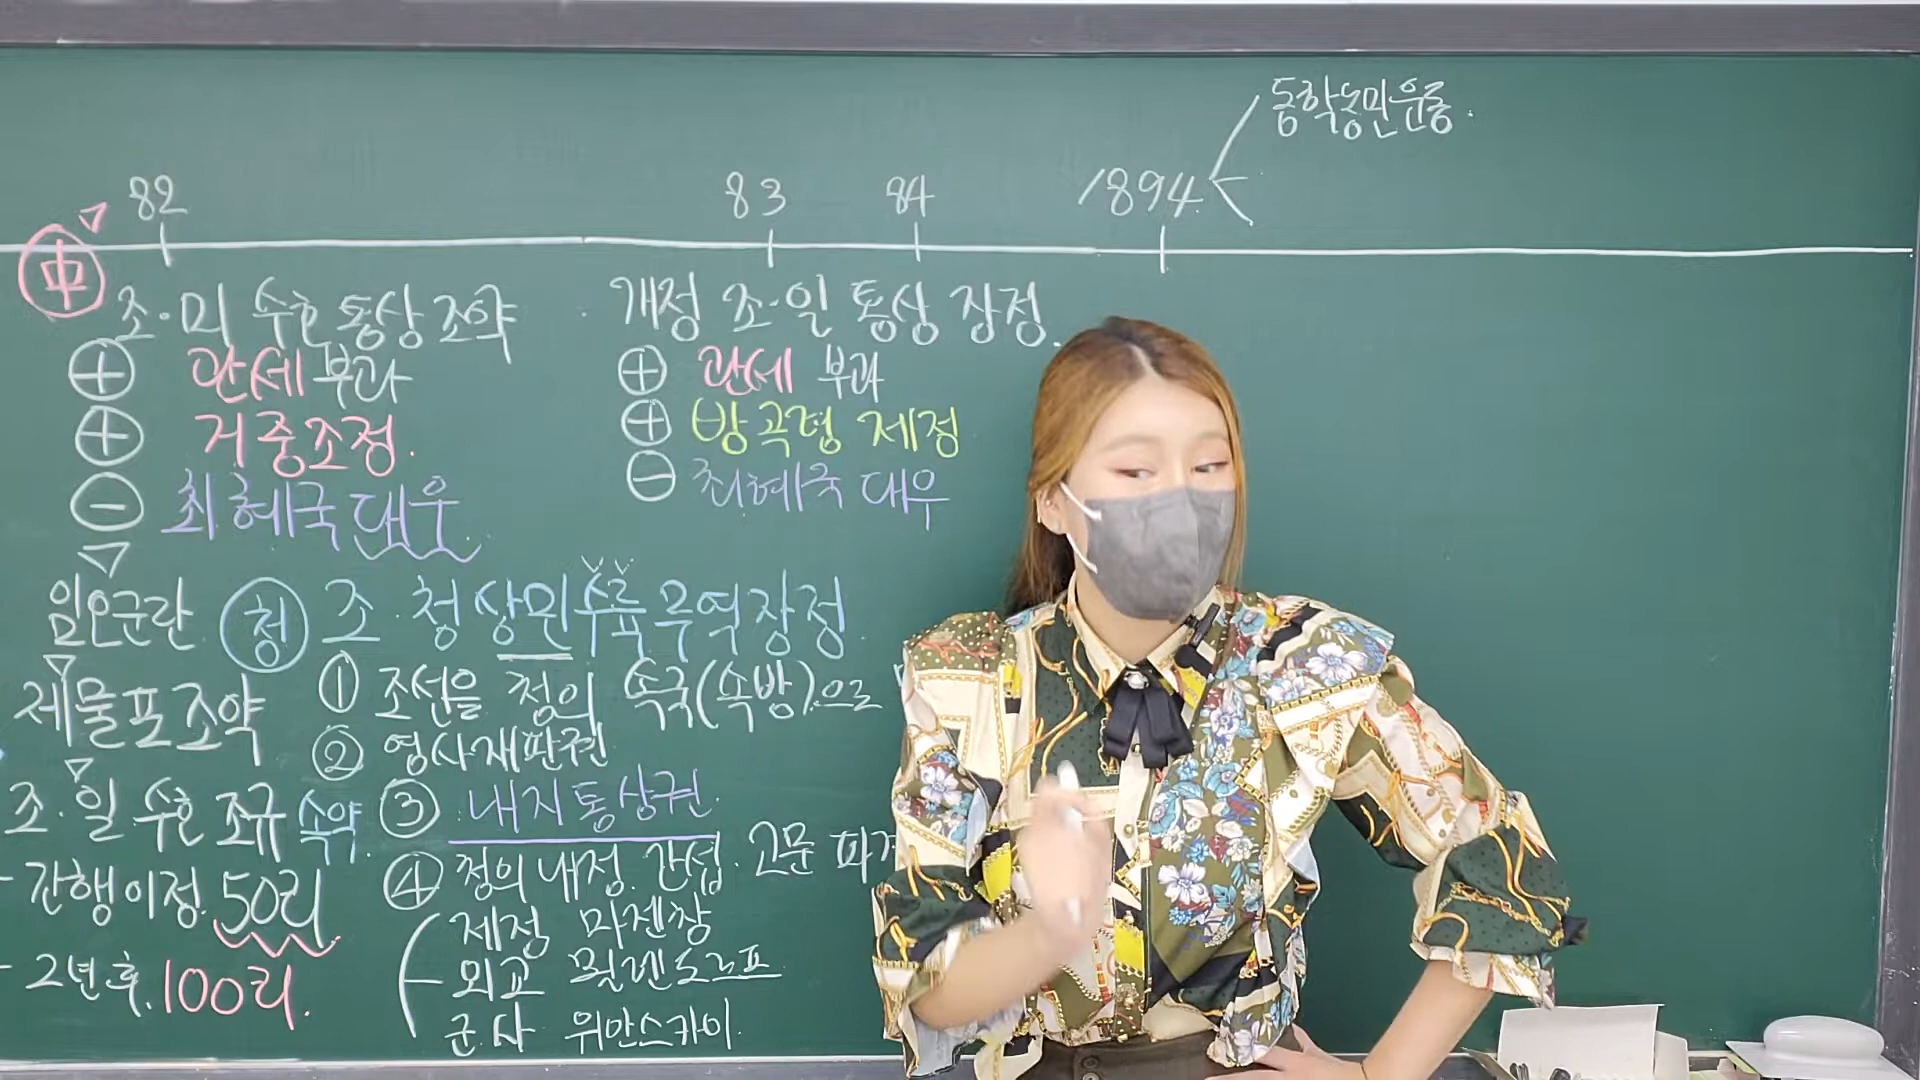 동학농민운동.
82 83 84 1894
中
조·미 수호통상조약
⊕ 관세 부과
⊕ 거중조정.
⊖ 최혜국대우
개정 조·일 통상 장정.
⊕ 관세 부과
⊕ 방곡령 제정
⊖ 최혜국 대우
임오군란
제물포조약
조·일 수호 조규 속약
- 간행이정 50리
- 2년 후. 100리.
청 조·청상민수륙무역장정
① 조선을 청의 속국(속방)으로
② 영사재판권
③ 내지통상권.
④ 청의 내정. 간섭. 고문
재정 마젠창
외교 묄렌도르프
군사 위안스카이.